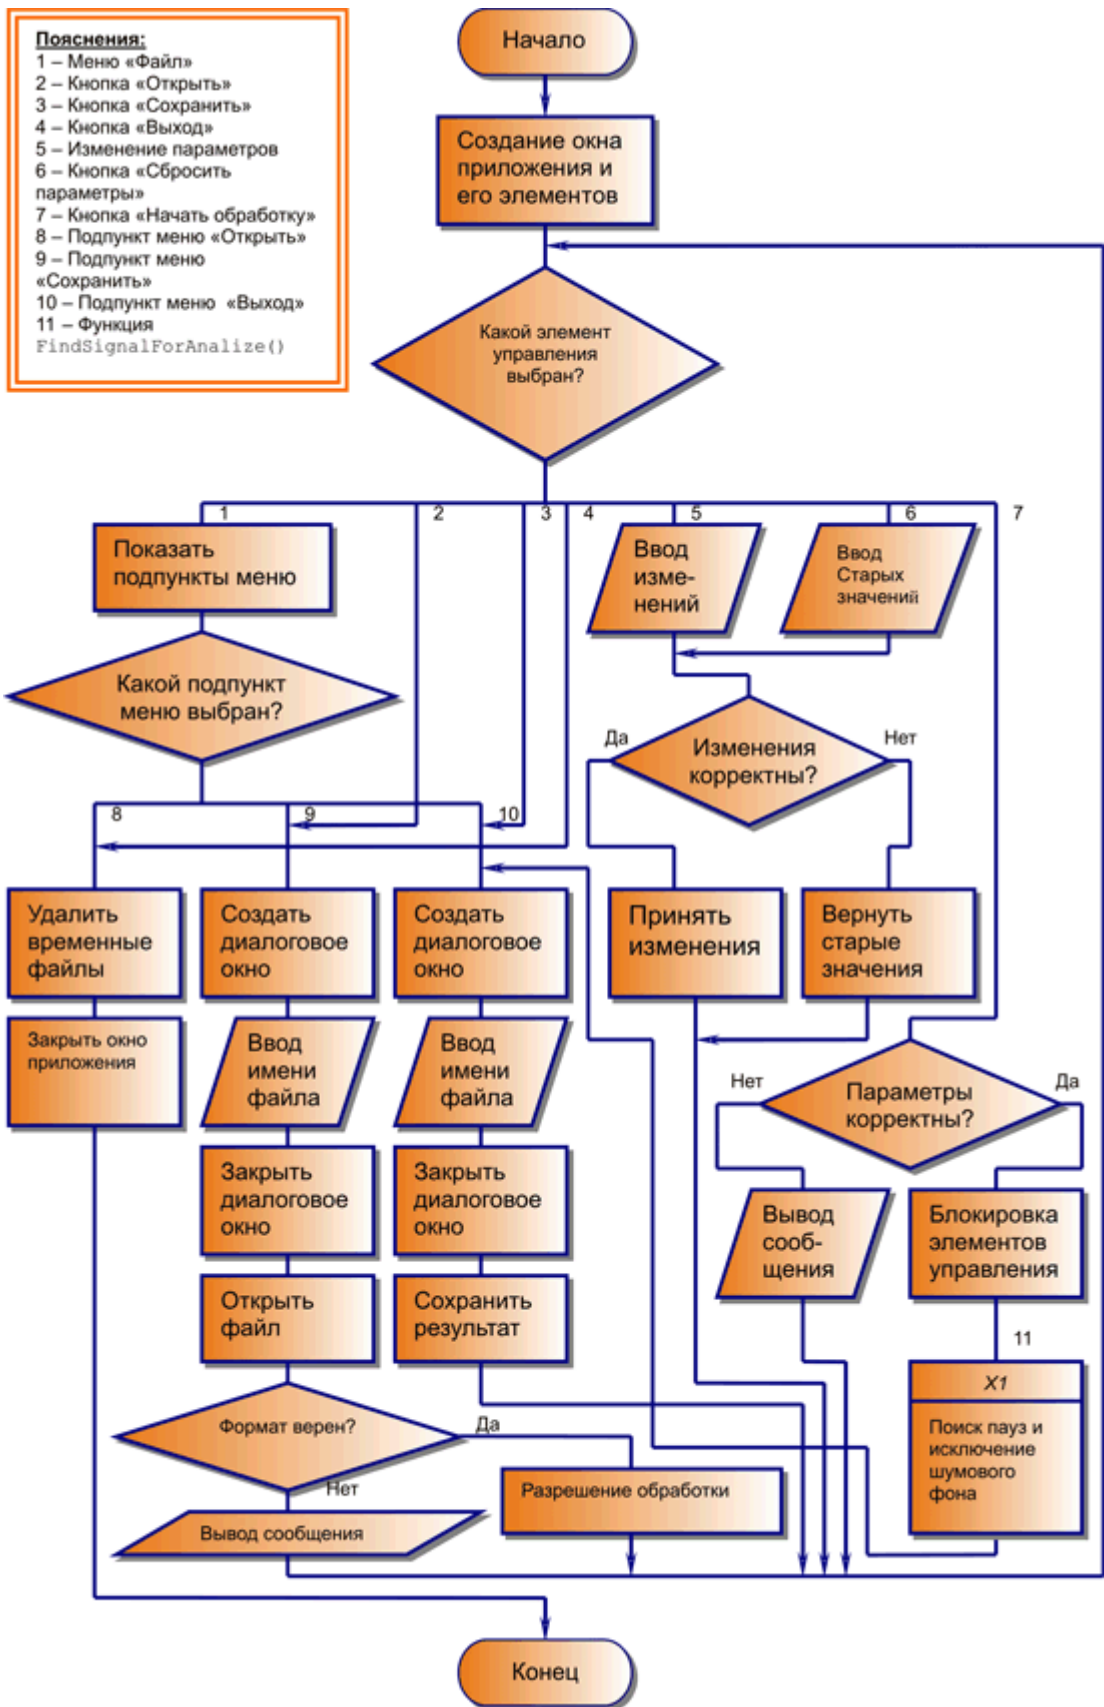 Пояснения:
1 – Меню «Файл»
2 – Кнопка «Открыть»
3 – Кнопка «Сохранить»
4 – Кнопка «Выход»
5 – Изменение параметров
6 – Кнопка «Сбросить
параметры»
7 – Кнопка «Начать обработку»
8 – Подпункт меню «Открыть»
9 – Подпункт меню
«Сохранить»
10 – Подпункт меню «Выход»
11 – Функция
FindSignalForAnalize()
Начало
Создание окна
приложения и
его элементов
Какой элемент
управления
выбран?
1
2
3
4
5
6
7
Показать
подпункты меню
Ввод
изме-
нений
Ввод
Старых
значений
Какой подпункт
меню выбран?
Да
Изменения
корректны?
Нет
8
9
10
Удалить
временные
файлы
Создать
диалоговое
окно
Создать
диалоговое
окно
Принять
изменения
Вернуть
старые
значения
Закрыть окно
приложения
Ввод
имени
файла
Ввод
имени
файла
Нет
Параметры
корректны?
Да
Закрыть
диалоговое
окно
Закрыть
диалоговое
окно
Вывод
сооб-
щения
Блокировка
элементов
управления
Открыть
файл
Сохранить
результат
11
X1
Поиск пауз и
исключение
шумового
фона
Формат верен?
Да
Нет
Разрешение обработки
Вывод сообщения
Конец